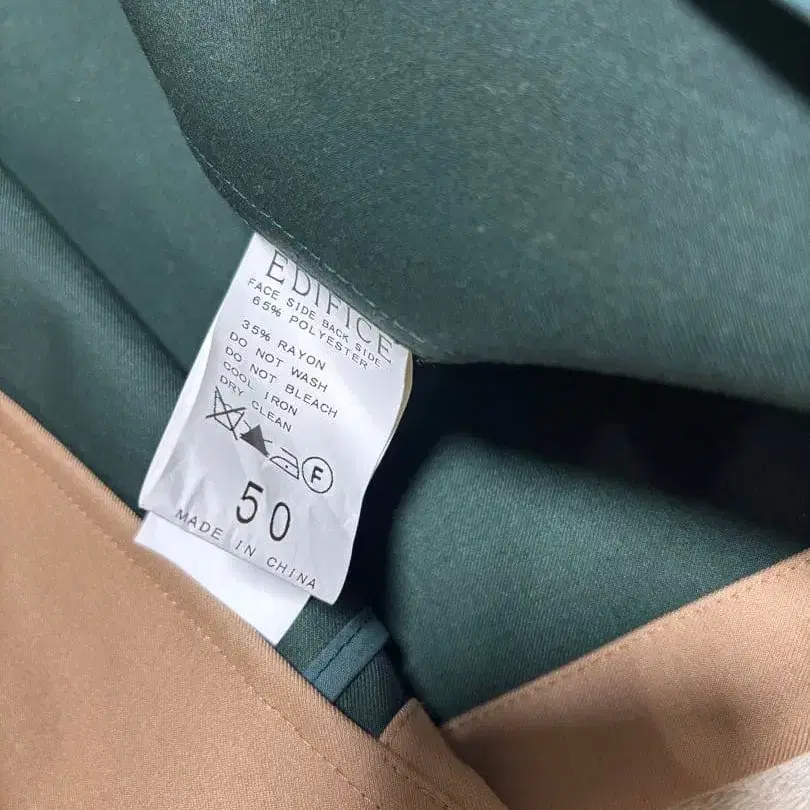 EDIFICE
FACE SIDE BACK SIDE
65% POLYESTER
35% RAYON
DO NOT WASH
DO NOT BLEACH
COOL IRON
DRY CLEAN
F
50
MADE IN CHINA